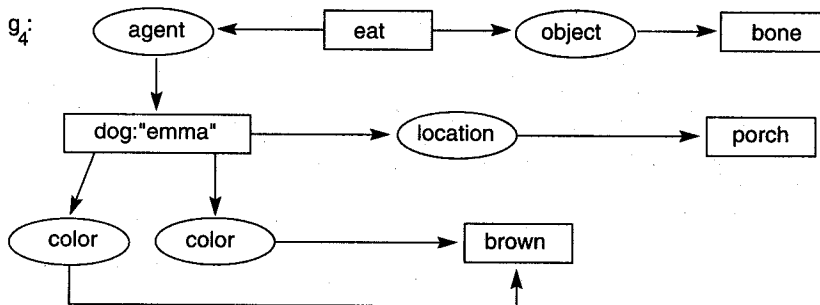 g4: agent eat object bone
dog:"emma" location porch
color color brown